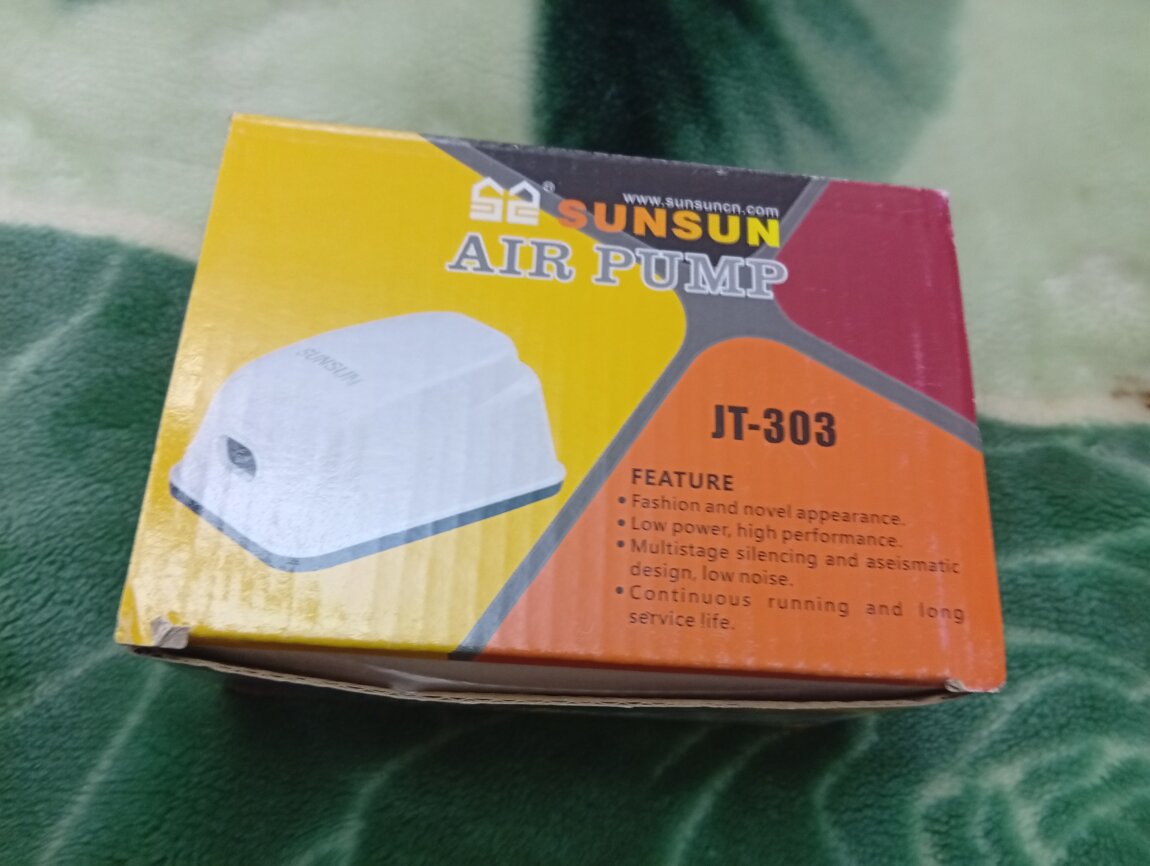 www.sunsuncn.com
SUNSUN
AIR PUMP
SUNSUN
JT-303
FEATURE
• Fashion and novel appearance.
• Low power, high performance.
• Multistage silencing and aseismatic
design, low noise.
• Continuous running and long
service life.